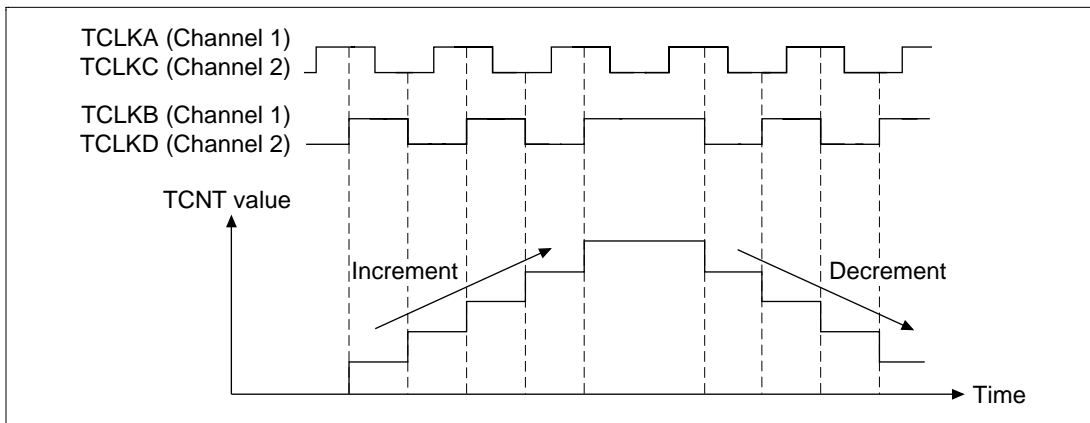 TCLKA (Channel 1)
TCLKC (Channel 2)
TCLKB (Channel 1)
TCLKD (Channel 2)
TCNT value
Increment
Decrement
Time